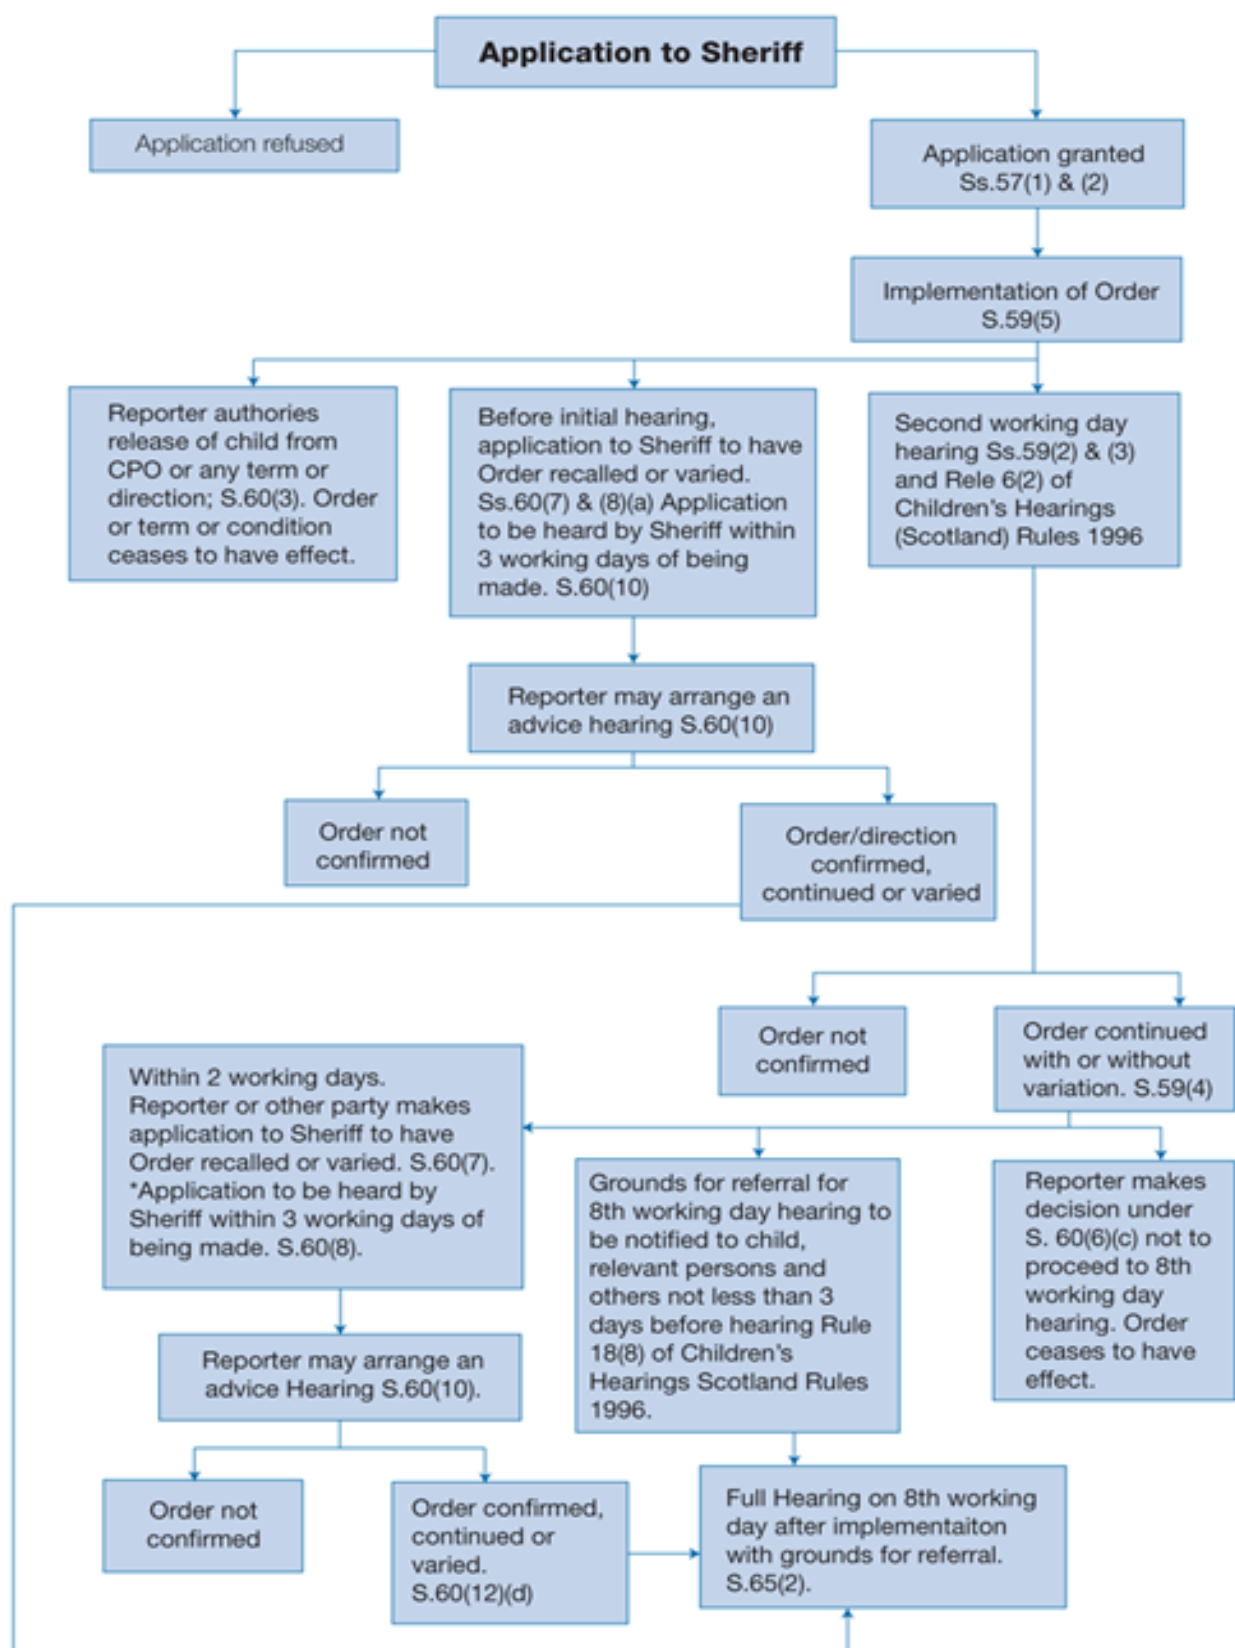 Application to Sheriff
Application refused
Application granted
Ss.57(1) & (2)
Implementation of Order
S.59(5)
Reporter authories
release of child from
CPO or any term or
direction; S.60(3). Order
or term or condition
ceases to have effect.
Before initial hearing,
application to Sheriff to have
Order recalled or varied.
Ss.60(7) & (8)(a) Application
to be heard by Sheriff within
3 working days of being
made. S.60(10)
Second working day
hearing Ss.59(2) & (3)
and Rele 6(2) of
Children's Hearings
(Scotland) Rules 1996
Reporter may arrange an
advice hearing S.60(10)
Order not
confirmed
Order/direction
confirmed,
continued or varied
Order not
confirmed
Order continued
with or without
variation. S.59(4)
Within 2 working days.
Reporter or other party makes
application to Sheriff to have
Order recalled or varied. S.60(7).
*Application to be heard by
Sheriff within 3 working days of
being made. S.60(8).
Grounds for referral for
8th working day hearing to
be notified to child,
relevant persons and
others not less than 3
days before hearing Rule
18(8) of Children's
Hearings Scotland Rules
1996.
Reporter makes
decision under
S. 60(6)(c) not to
proceed to 8th
working day
hearing. Order
ceases to have
effect.
Reporter may arrange an
advice Hearing S.60(10).
Order not
confirmed
Order confirmed,
continued or
varied.
S.60(12)(d)
Full Hearing on 8th working
day after implementaiton
with grounds for referral.
S.65(2).